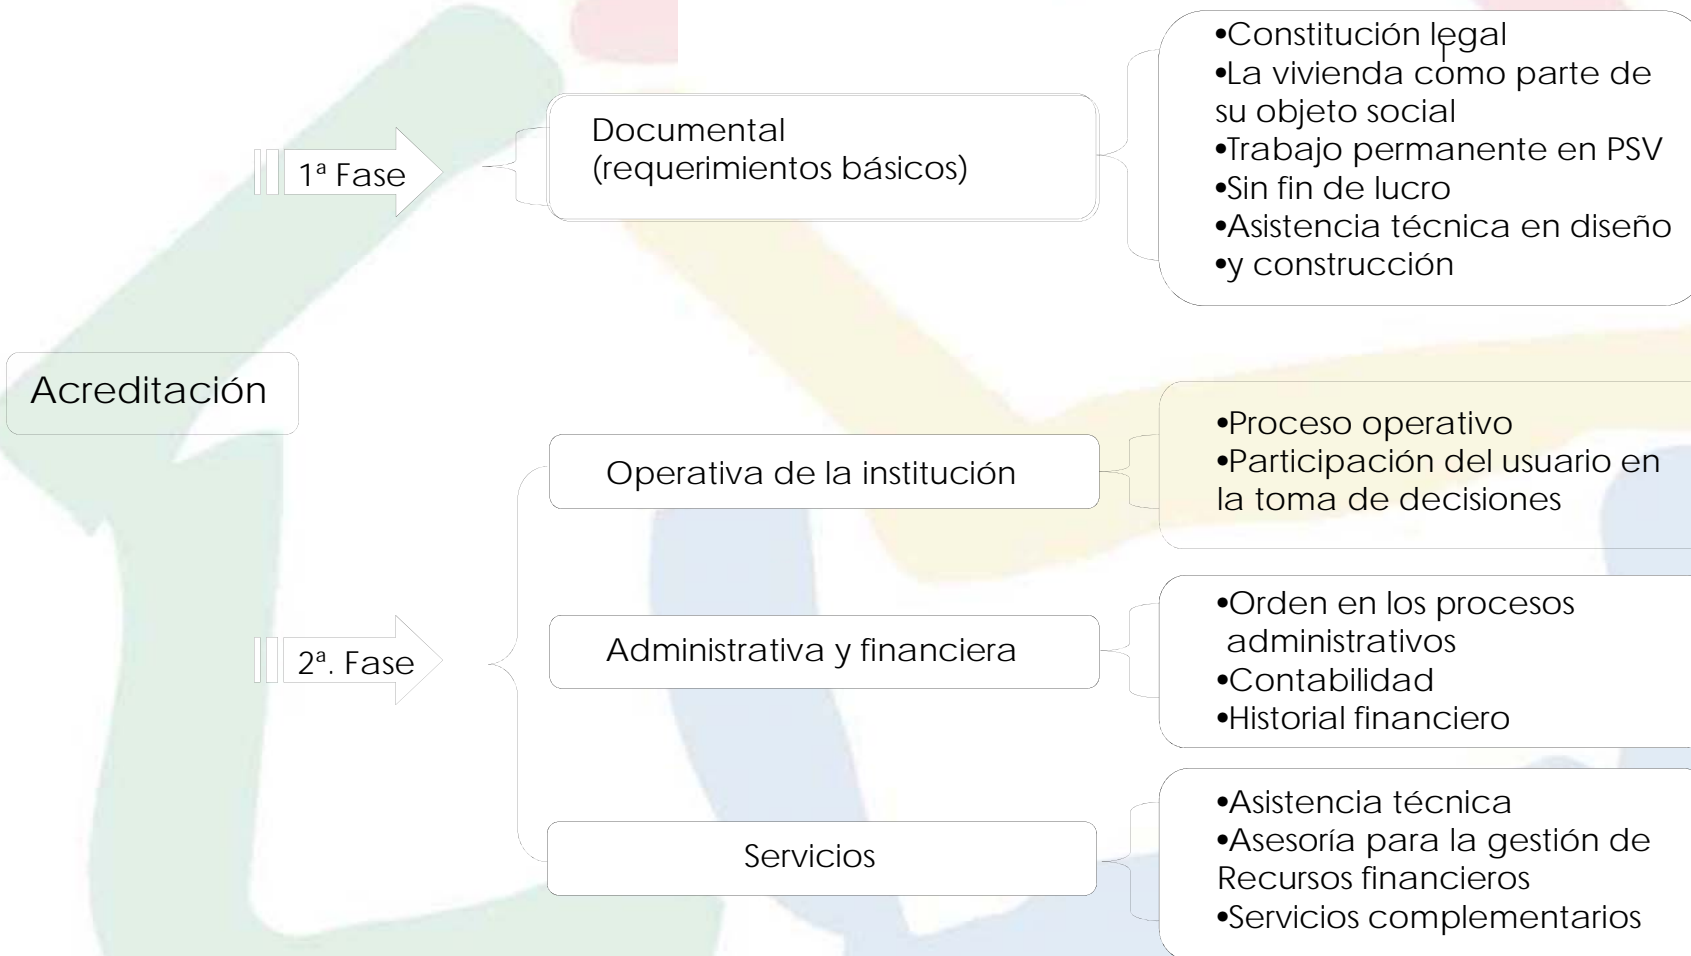 Acreditación
1ª Fase
Documental
(requerimientos básicos)
•Constitución legal
•La vivienda como parte de
su objeto social
•Trabajo permanente en PSV
•Sin fin de lucro
•Asistencia técnica en diseño
•y construcción
2ª. Fase
Operativa de la institución
•Proceso operativo
•Participación del usuario en
la toma de decisiones
Administrativa y financiera
•Orden en los procesos
administrativos
•Contabilidad
•Historial financiero
Servicios
•Asistencia técnica
•Asesoría para la gestión de
Recursos financieros
•Servicios complementarios